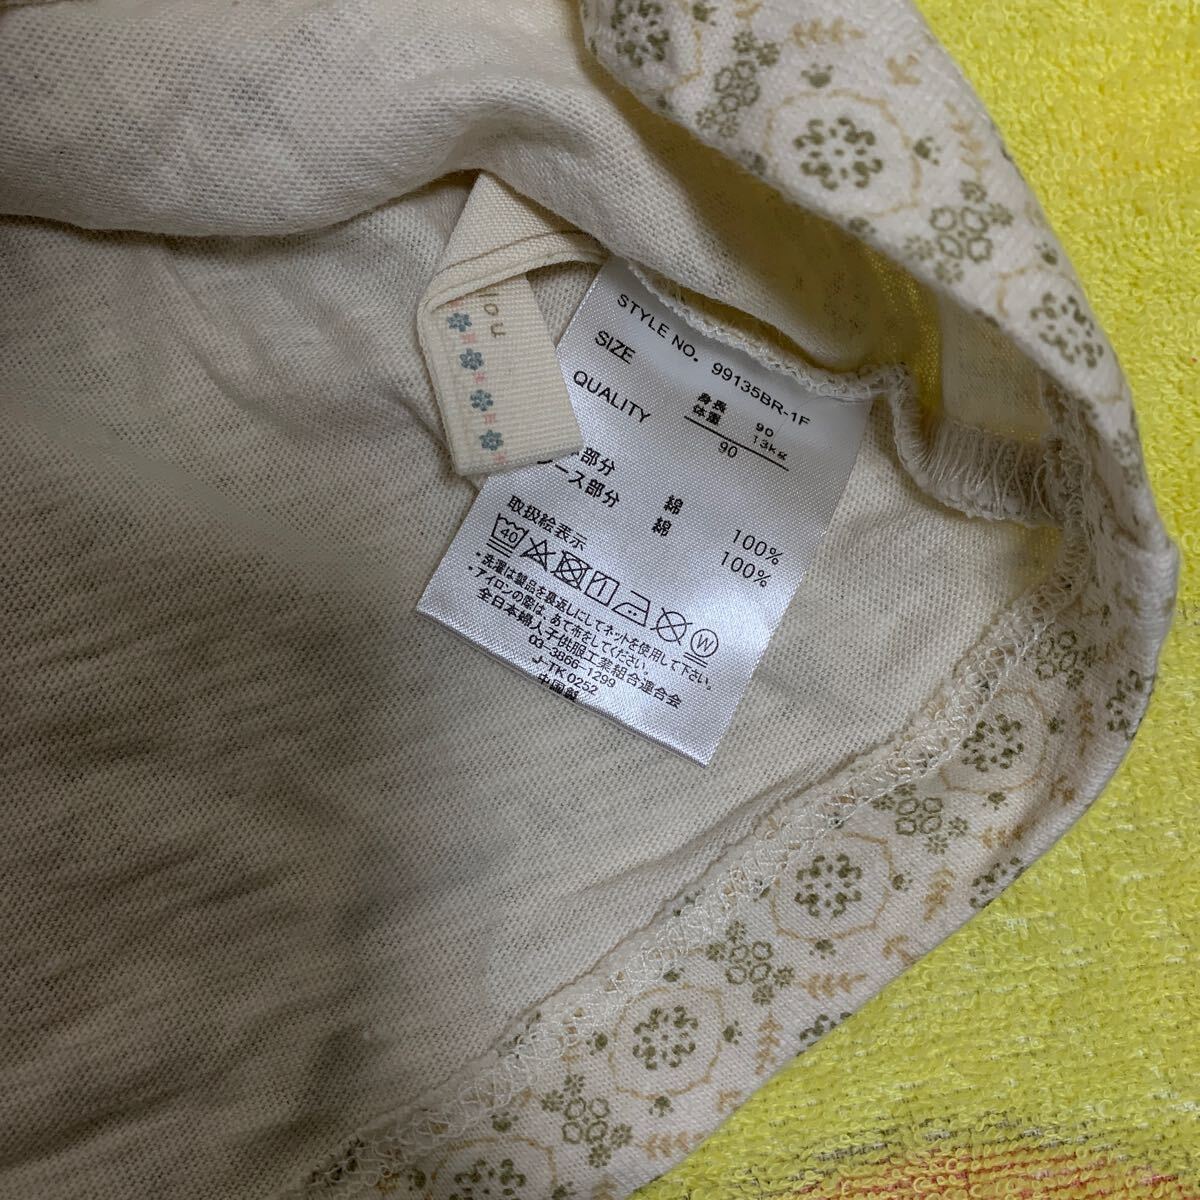 STYLE NO. 99135BR-1F
SIZE
身長 90
体重 13kg
90
QUALITY
部分 綿 100%
ース部分 綿 100%
取扱絵表示
40
W
・洗濯は製品を裏返しにしてネットを使用して下さい。
・アイロンの際は、あて布をしてください。
全日本婦人子供服工業組合連合会
03-3866-1299
J-TK0252
中国製
lou